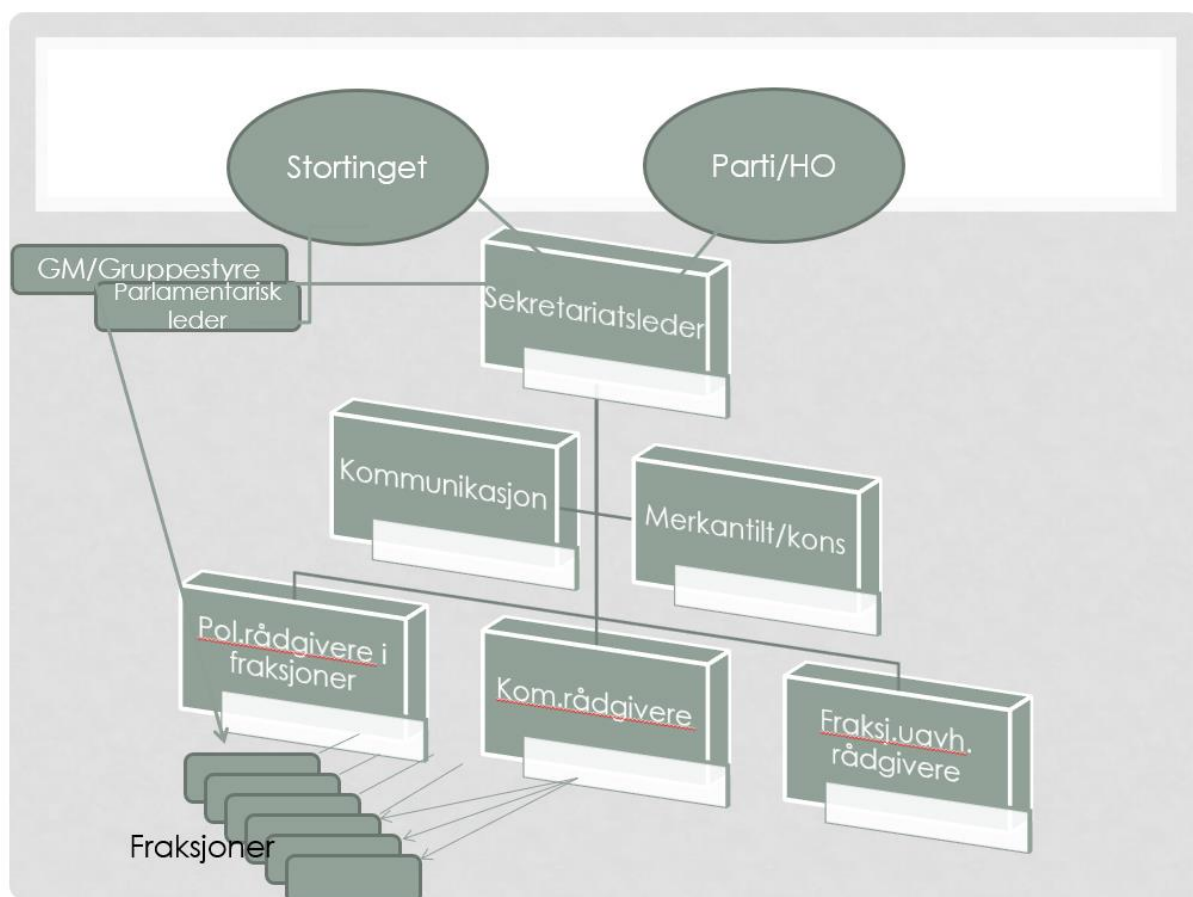 Stortinget
Parti/HO
GM/Gruppestyre
Parlamentarisk
leder
Sekretariatsleder
Kommunikasjon
Merkantilt/kons
Pol.rådgivere i
fraksjoner
Kom.rådgivere
Fraksj.uavh.
rådgivere
Fraksjoner